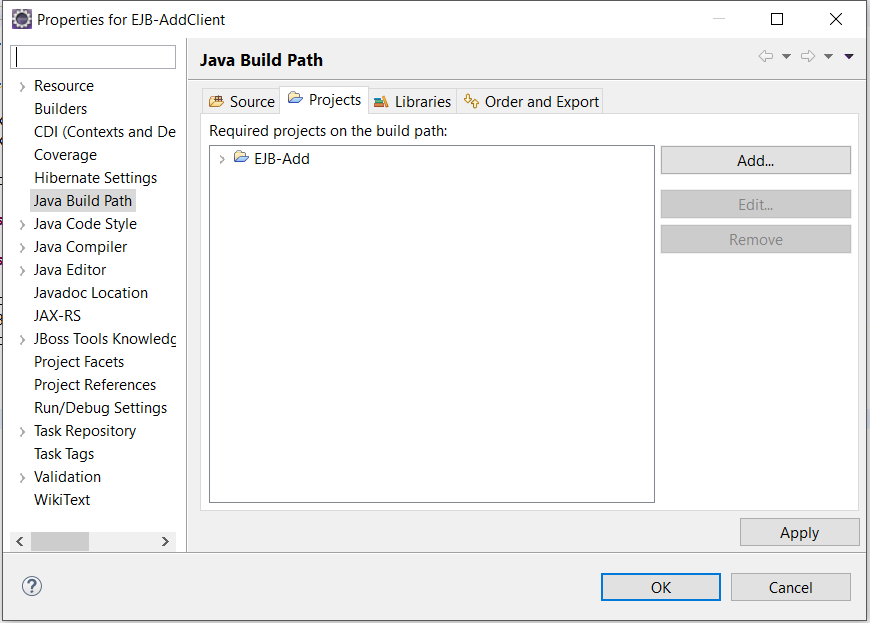 Properties for EJB-AddClient
Resource
Builders
CDI (Contexts and De
Coverage
Hibernate Settings
Java Build Path
Java Code Style
Java Compiler
Java Editor
Javadoc Location
JAX-RS
JBoss Tools Knowledg
Project Facets
Project References
Run/Debug Settings
Task Repository
Task Tags
Validation
WikiText
Java Build Path
Source Projects Libraries Order and Export
Required projects on the build path:
EJB-Add
Add...
Edit...
Remove
Apply
?
OK Cancel